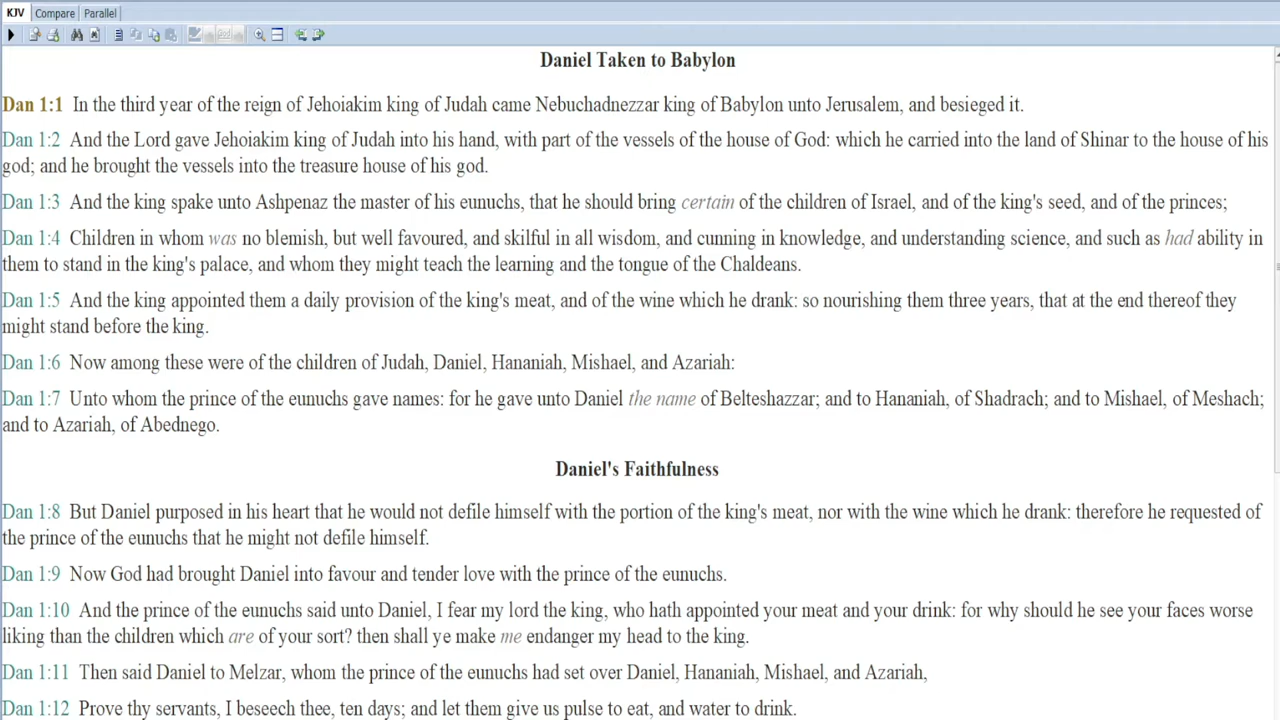 KJV Compare Parallel
Daniel Taken to Babylon
Dan 1:1 In the third year of the reign of Jehoiakim king of Judah came Nebuchadnezzar king of Babylon unto Jerusalem, and besieged it.
Dan 1:2 And the Lord gave Jehoiakim king of Judah into his hand, with part of the vessels of the house of God: which he carried into the land of Shinar to the house of his
god; and he brought the vessels into the treasure house of his god.
Dan 1:3 And the king spake unto Ashpenaz the master of his eunuchs, that he should bring certain of the children of Israel, and of the king's seed, and of the princes;
Dan 1:4 Children in whom was no blemish, but well favoured, and skilful in all wisdom, and cunning in knowledge, and understanding science, and such as had ability in
them to stand in the king's palace, and whom they might teach the learning and the tongue of the Chaldeans.
Dan 1:5 And the king appointed them a daily provision of the king's meat, and of the wine which he drank: so nourishing them three years, that at the end thereof they
might stand before the king.
Dan 1:6 Now among these were of the children of Judah, Daniel, Hananiah, Mishael, and Azariah:
Dan 1:7 Unto whom the prince of the eunuchs gave names: for he gave unto Daniel the name of Belteshazzar; and to Hananiah, of Shadrach; and to Mishael, of Meshach;
and to Azariah, of Abednego.
Daniel's Faithfulness
Dan 1:8 But Daniel purposed in his heart that he would not defile himself with the portion of the king's meat, nor with the wine which he drank: therefore he requested of
the prince of the eunuchs that he might not defile himself.
Dan 1:9 Now God had brought Daniel into favour and tender love with the prince of the eunuchs.
Dan 1:10 And the prince of the eunuchs said unto Daniel, I fear my lord the king, who hath appointed your meat and your drink: for why should he see your faces worse
liking than the children which are of your sort? then shall ye make me endanger my head to the king.
Dan 1:11 Then said Daniel to Melzar, whom the prince of the eunuchs had set over Daniel, Hananiah, Mishael, and Azariah,
Dan 1:12 Prove thy servants, I beseech thee, ten days; and let them give us pulse to eat, and water to drink.